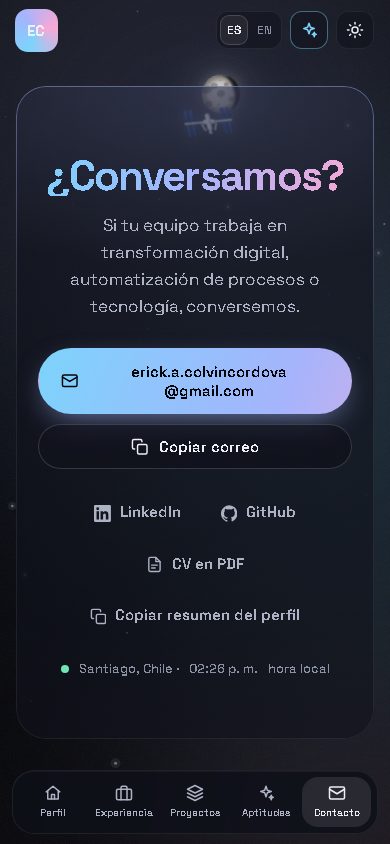 EC
ES EN
¿Conversamos?
Si tu equipo trabaja en
transformación digital,
automatización de procesos o
tecnología, conversemos.
erick.a.colvincordova
@gmail.com
Copiar correo
LinkedIn GitHub
CV en PDF
Copiar resumen del perfil
Santiago, Chile · 02:26 p. m. hora local
Perfil Experiencia Proyectos Aptitudes Contacto